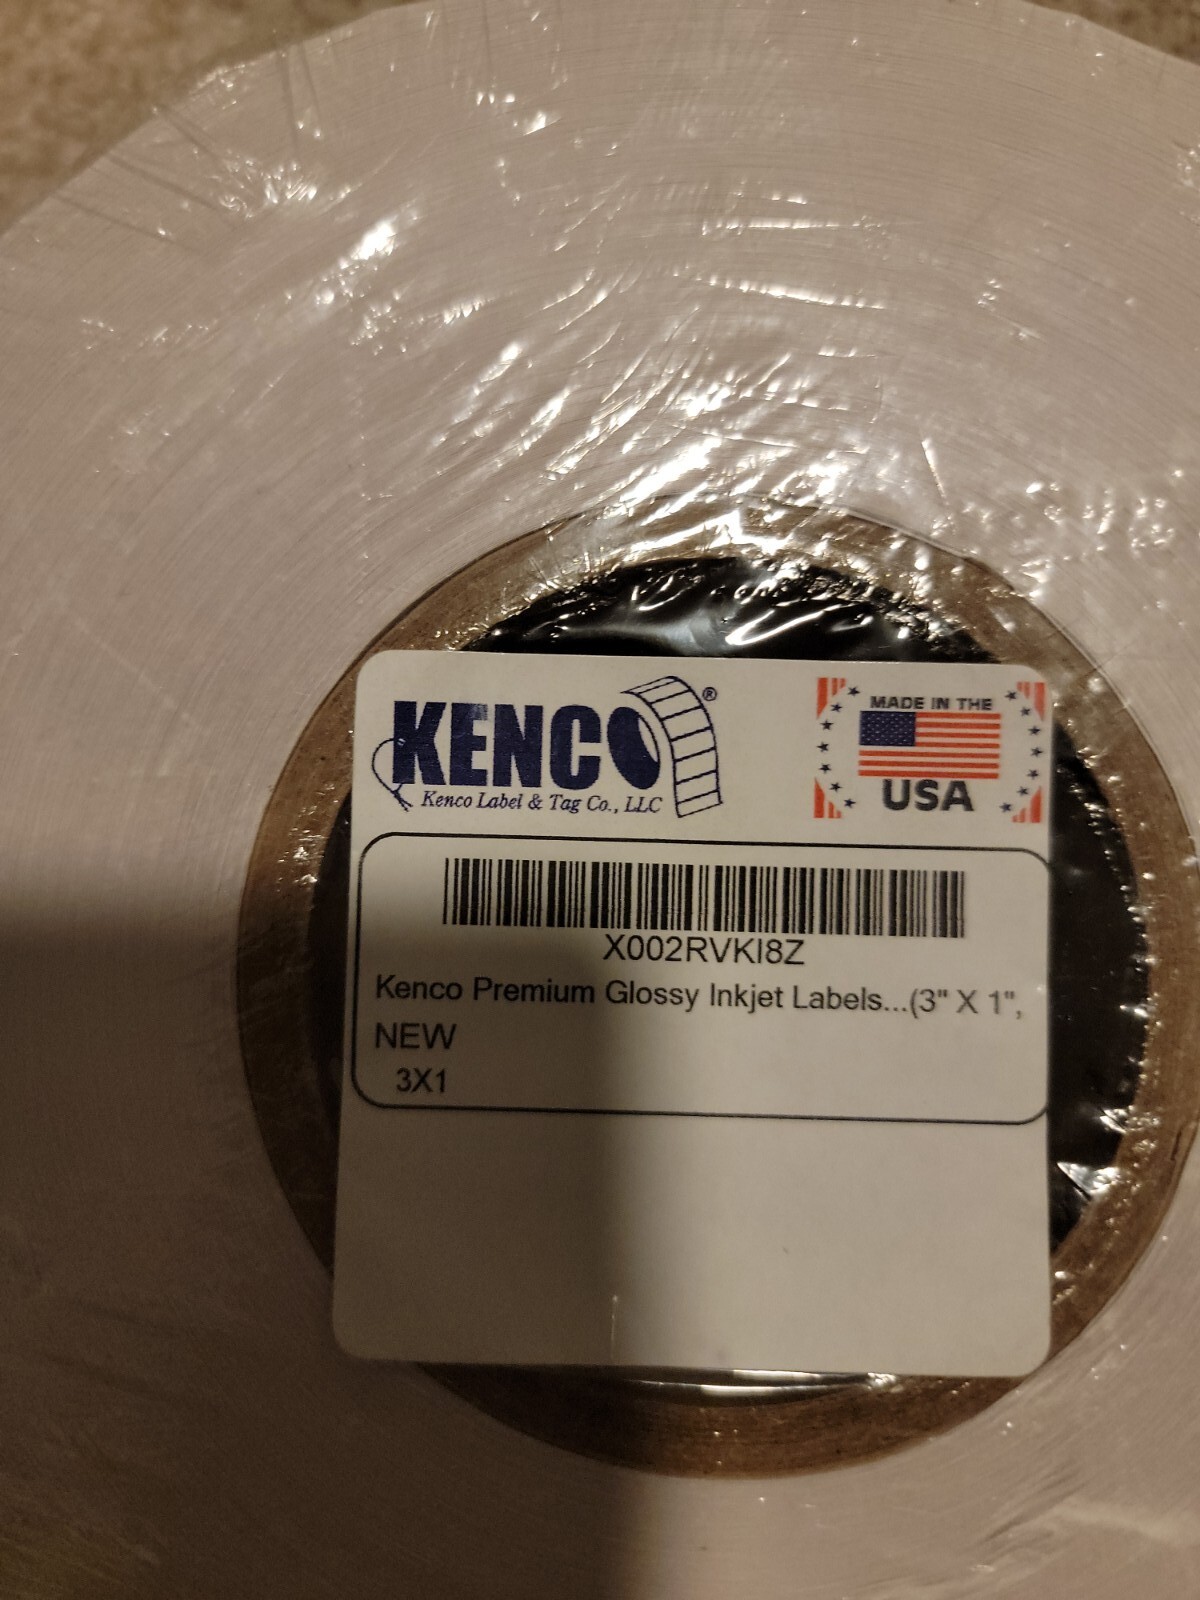 KENCO®
Kenco Label & Tag Co., LLC
MADE IN THE
USA
X002RVKI8Z
Kenco Premium Glossy Inkjet Labels...(3" X 1",
NEW
3X1